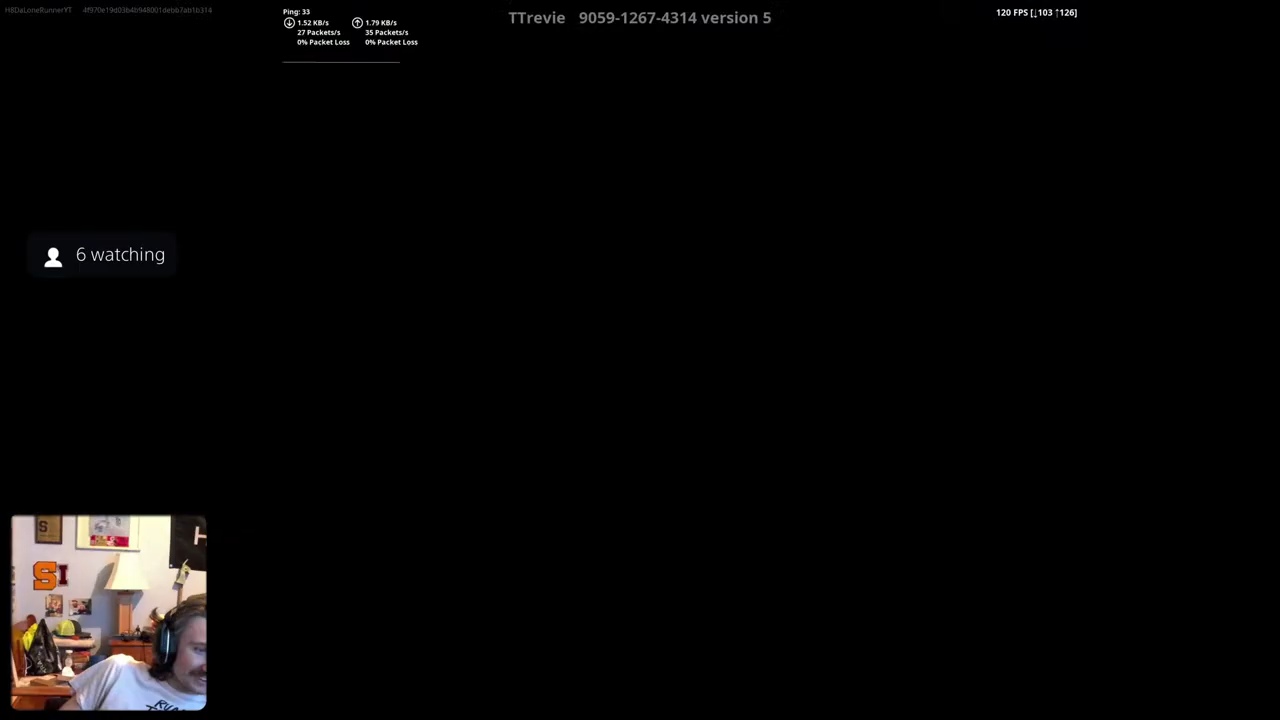 H8DaLoneRunnerYT 4f970e19d03b4b948001debb7ab1b314
Ping: 33
1.52 KB/s 1.79 KB/s
27 Packets/s 35 Packets/s
0% Packet Loss 0% Packet Loss
TTrevie 9059-1267-4314 version 5
120 FPS [↓103 ↑126]
6 watching
S
H
SI